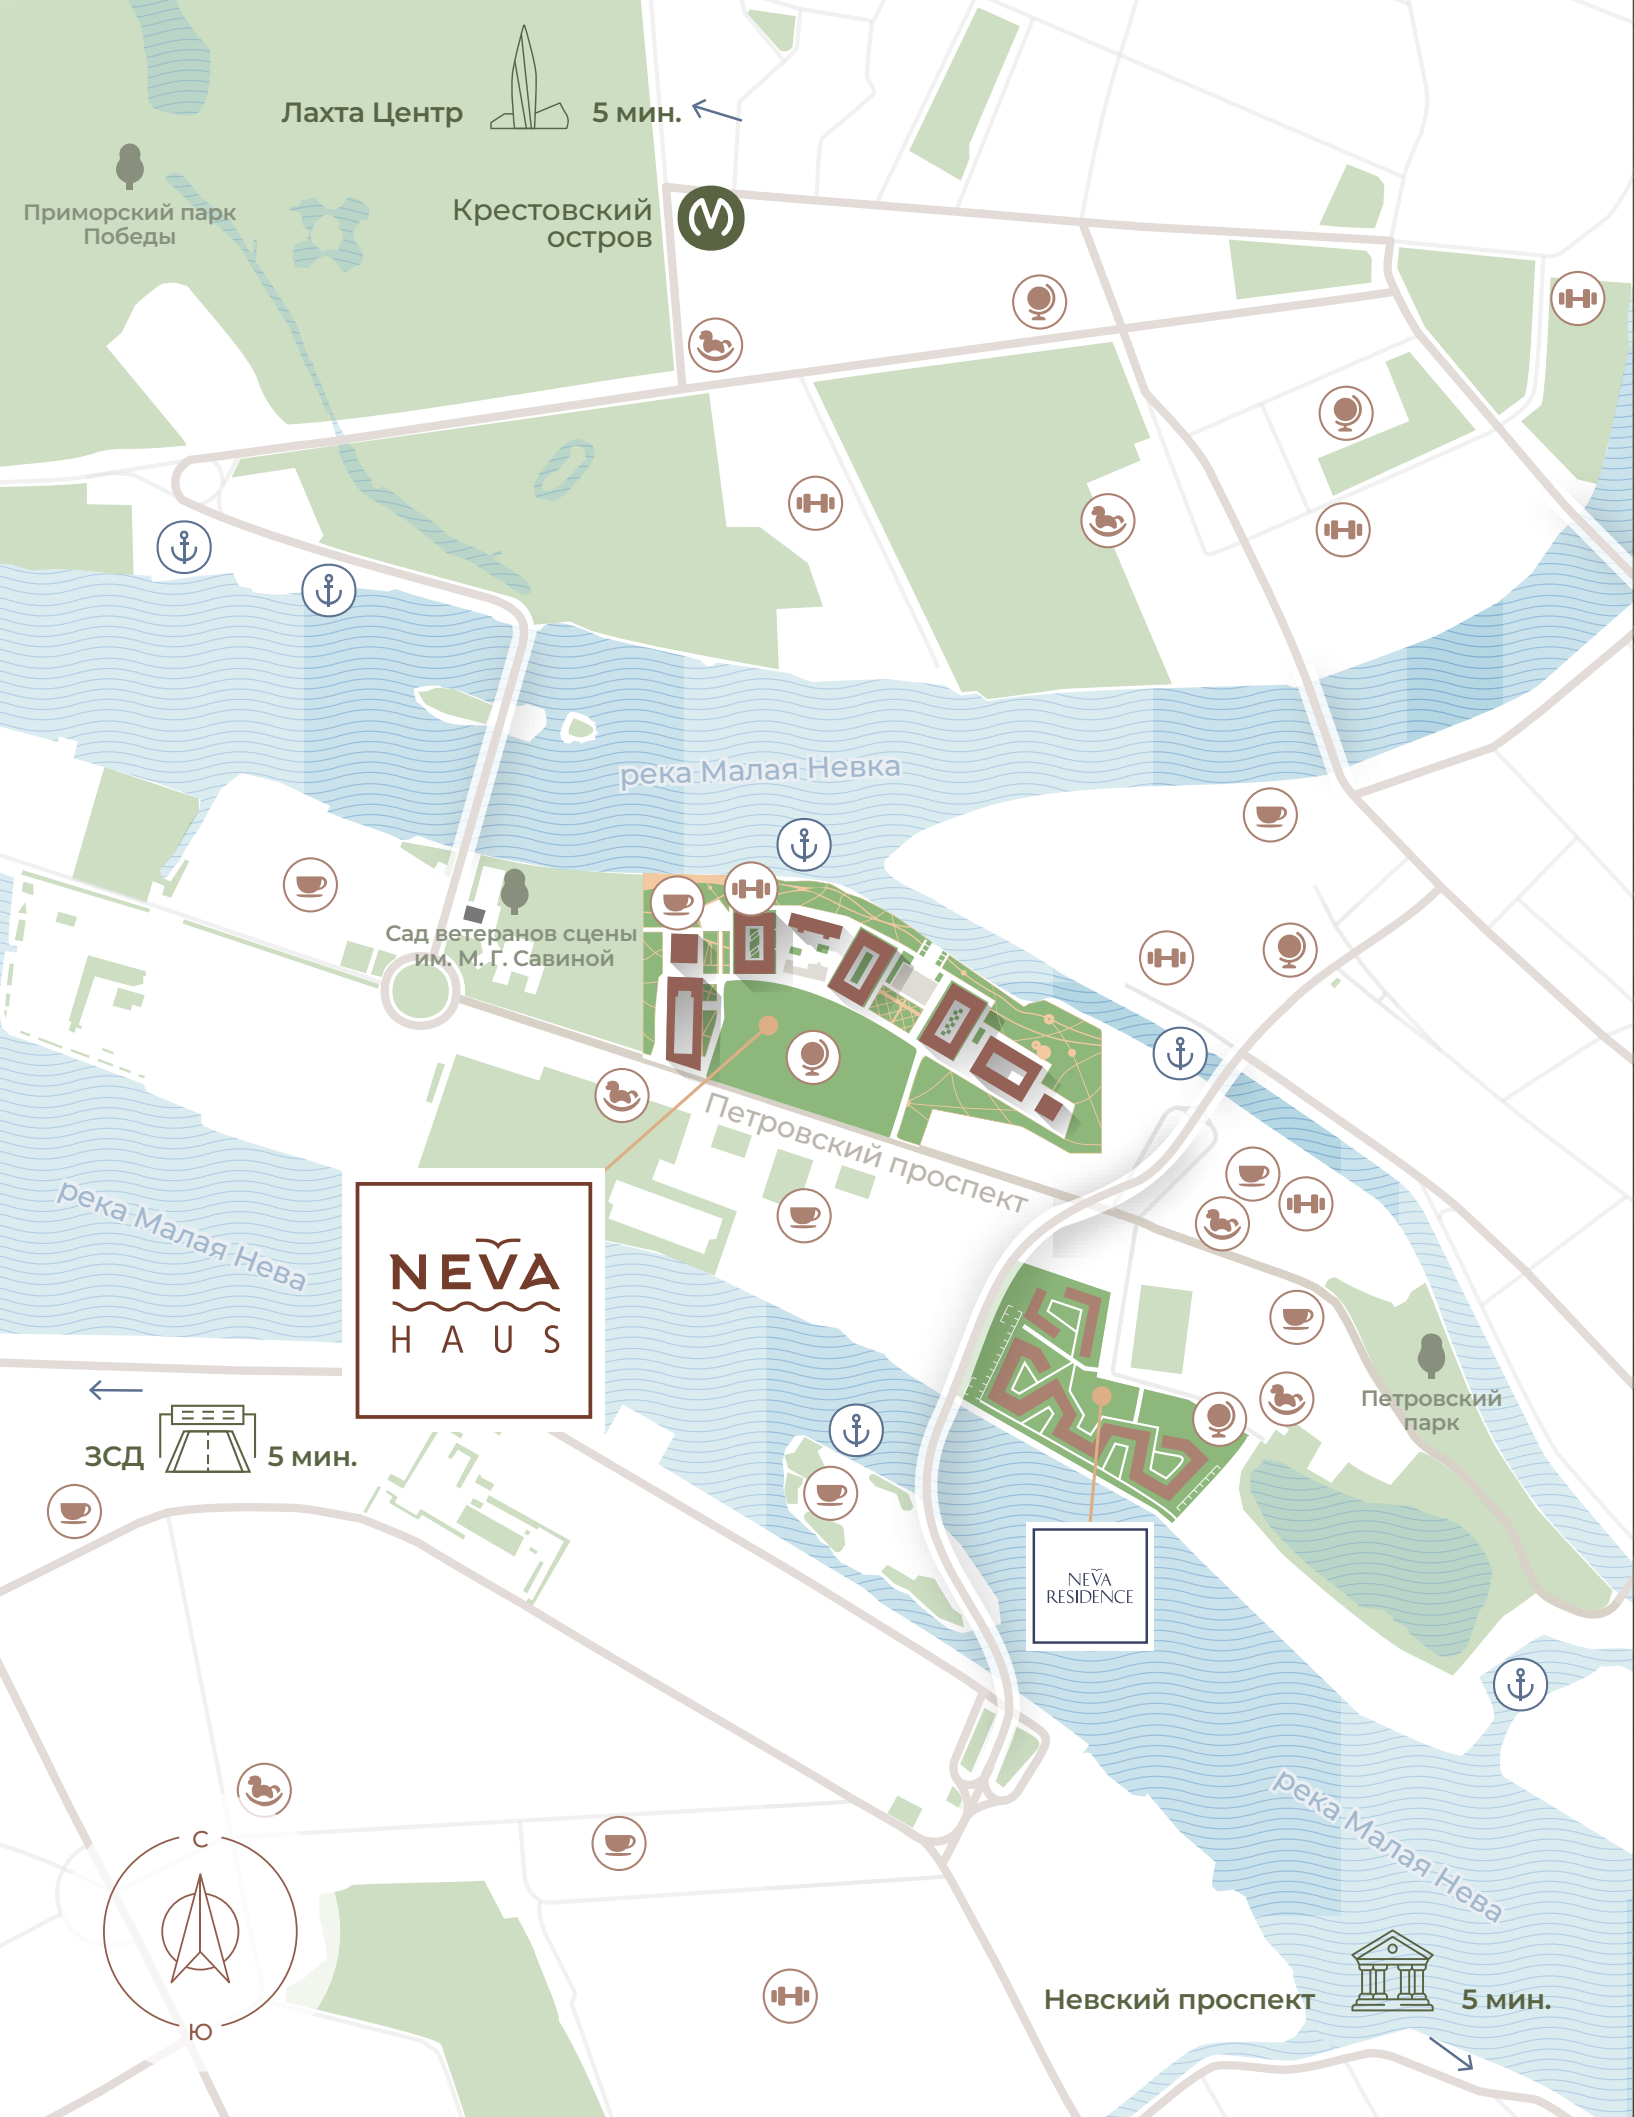 Лахта Центр
5 мин.
Приморский парк
Победы
Крестовский
остров
река Малая Невка
Сад ветеранов сцены
им. М. Г. Савиной
Петровский проспект
река Малая Нева
NEVA
HAUS
ЗСД
5 мин.
Петровский
парк
NEVA
RESIDENCE
река Малая Нева
С
Ю
Невский проспект
5 мин.